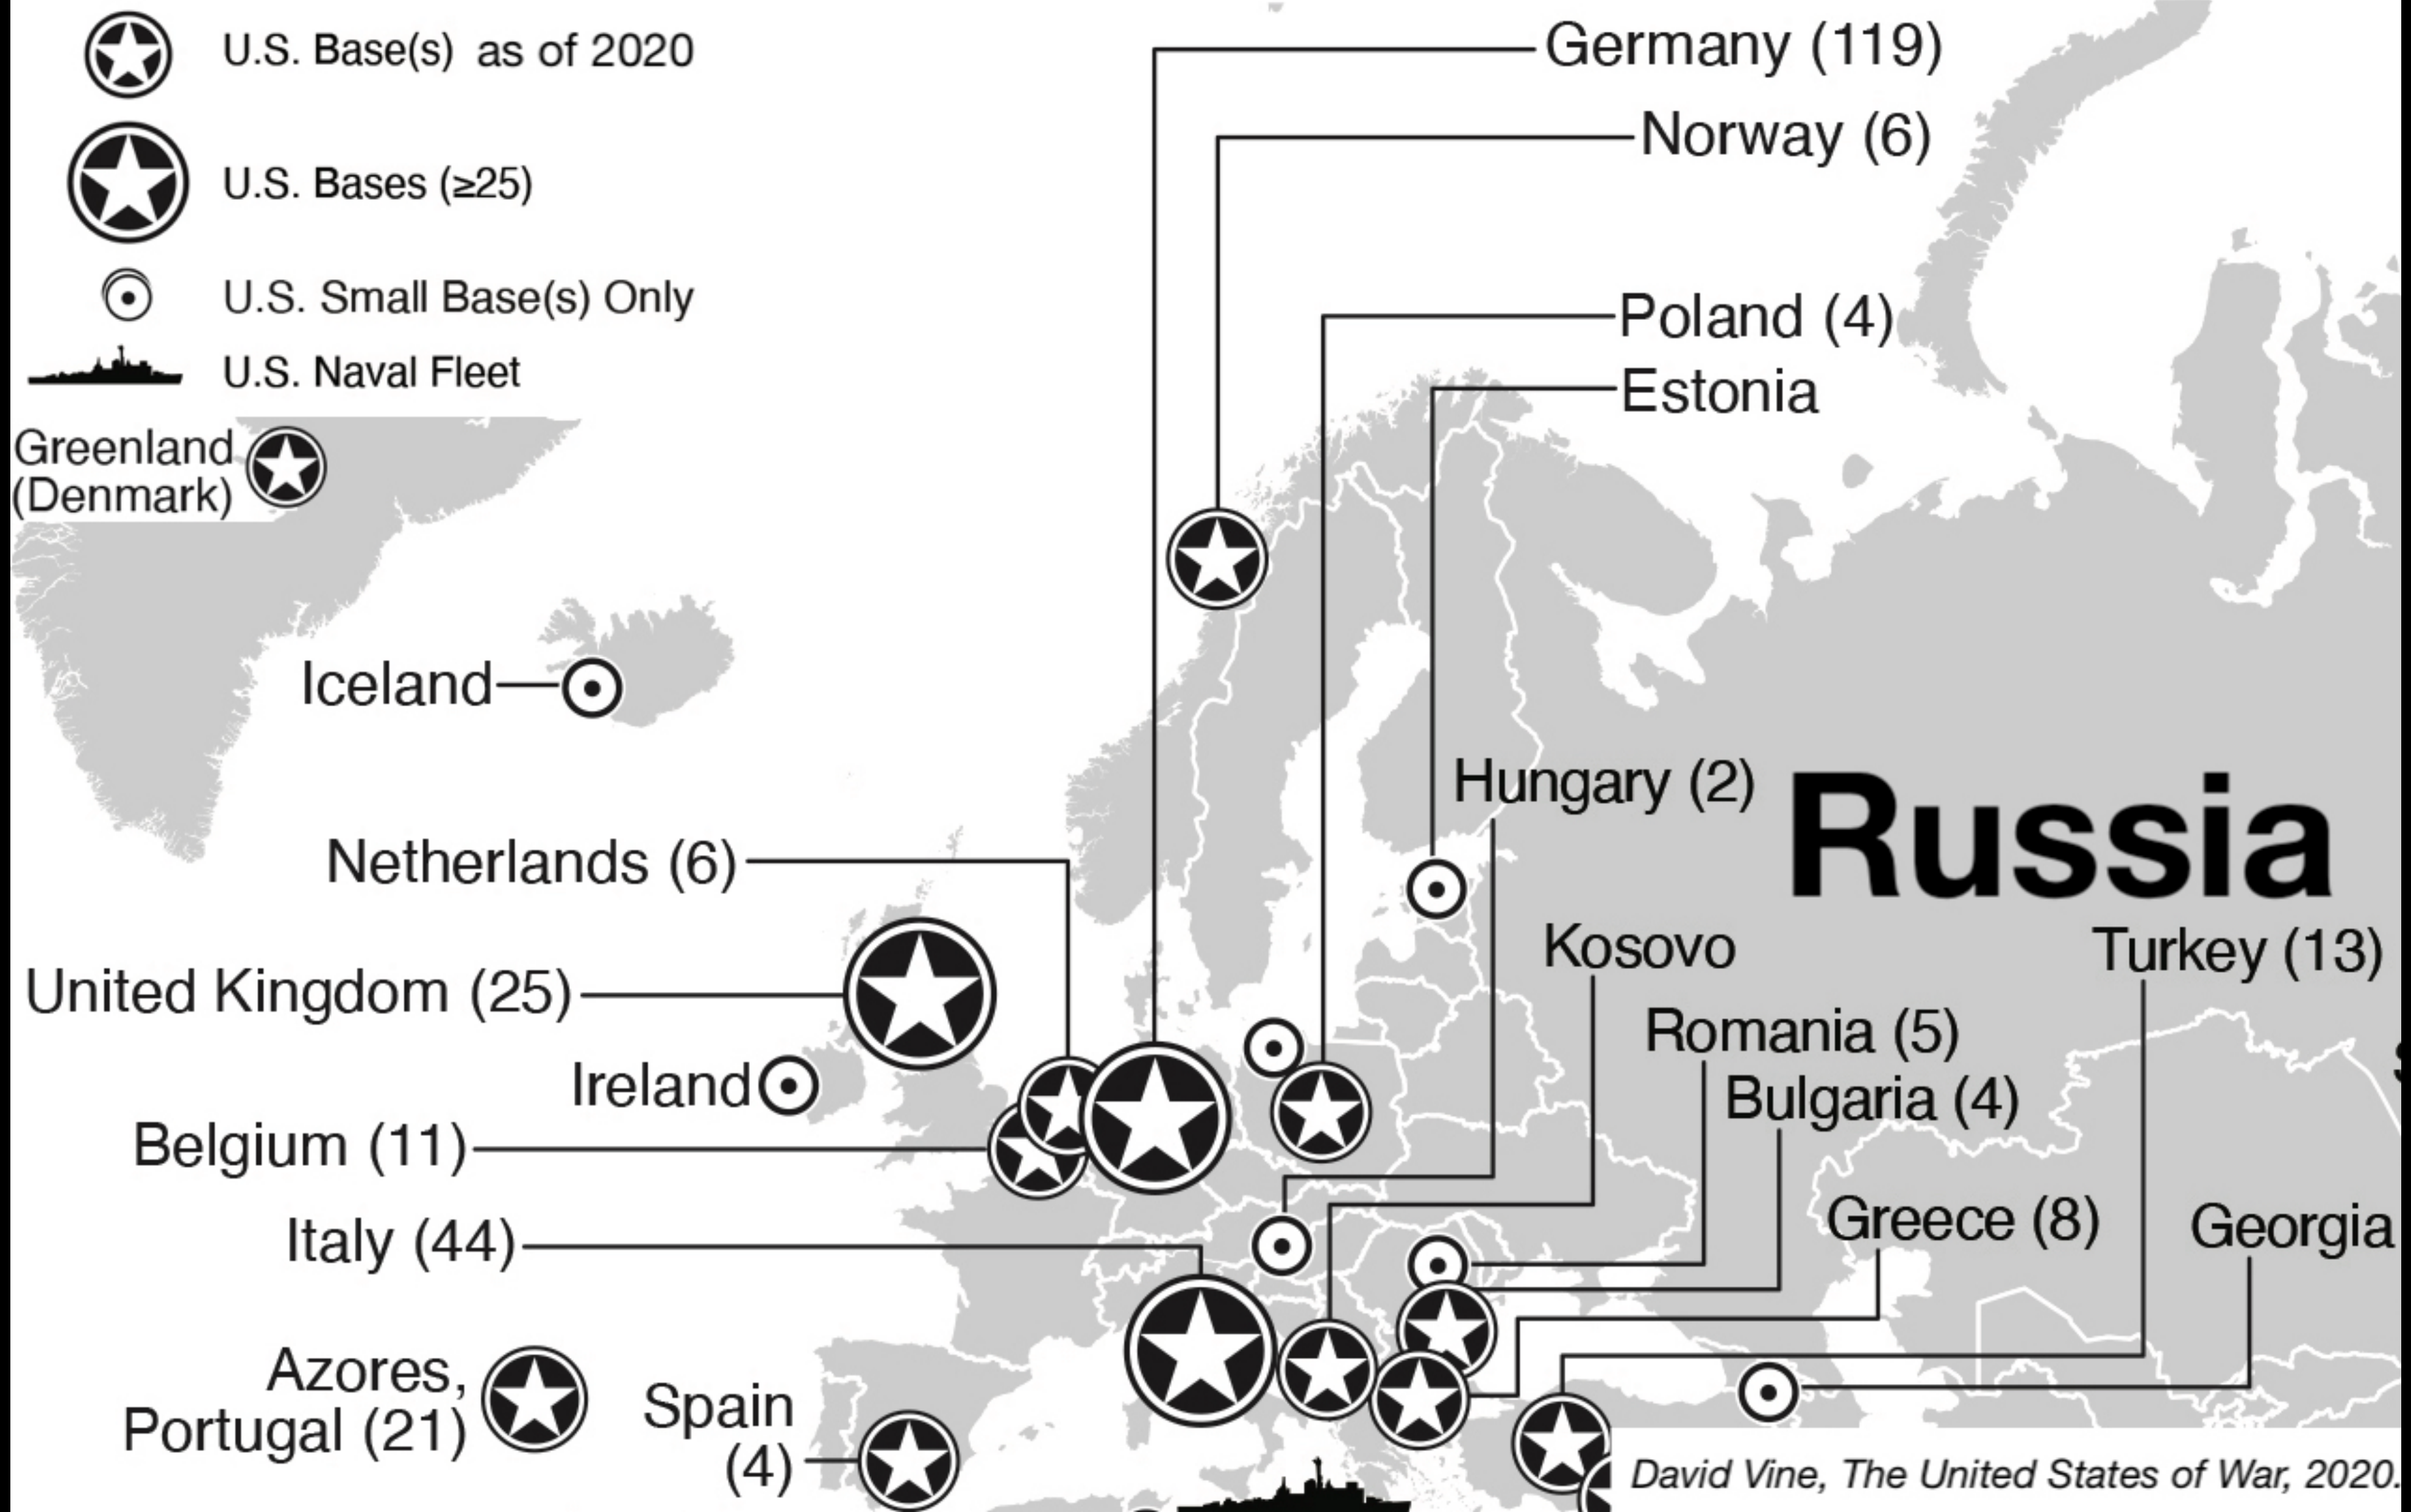 U.S. Base(s) as of 2020
U.S. Bases (≥25)
U.S. Small Base(s) Only
U.S. Naval Fleet
Germany (119)
Norway (6)
Poland (4)
Estonia
Greenland
(Denmark)
Iceland
Hungary (2)
Russia
Netherlands (6)
Kosovo
Turkey (13)
United Kingdom (25)
Romania (5)
Ireland
Bulgaria (4)
Belgium (11)
Greece (8)
Georgia
Italy (44)
Azores,
Portugal (21)
Spain
(4)
David Vine, The United States of War, 2020.